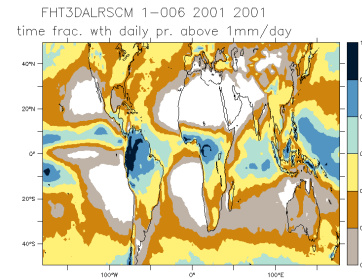 FHT3DALRSCM 1-006 2001 2001
time frac. wth daily pr. above 1mm/day
40°N
20°N
0°
20°S
40°S
100°W
0°
100°E